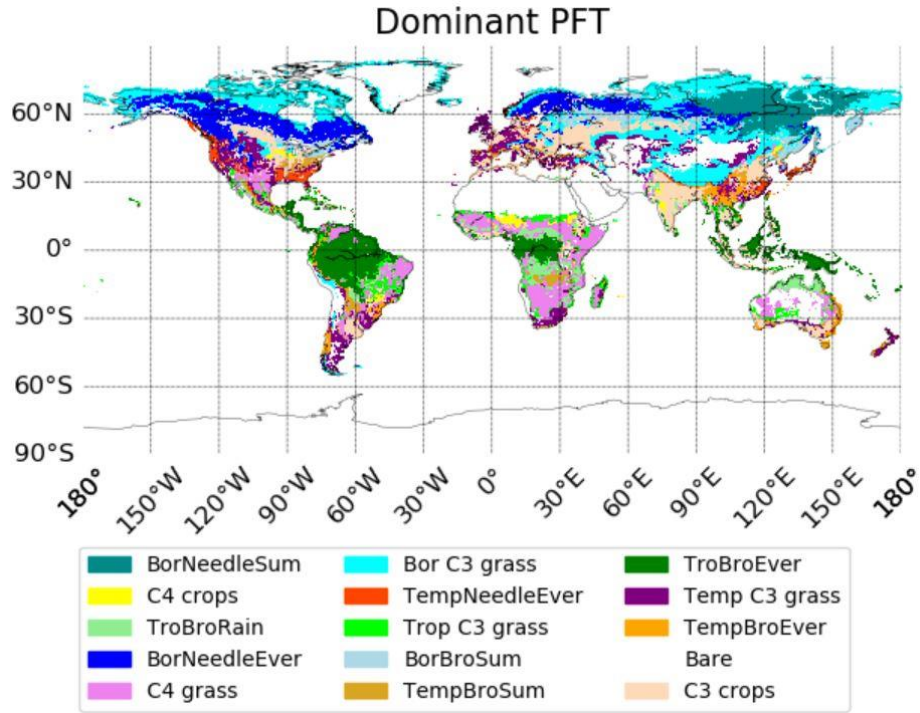 Dominant PFT
60°N
30°N
0°
30°S
60°S
90°S
180°
150°W
120°W
90°W
60°W
30°W
0°
30°E
60°E
90°E
120°E
150°E
180°
BorNeedleSum Bor C3 grass TroBroEver
C4 crops TempNeedleEver Temp C3 grass
TroBroRain Trop C3 grass TempBroEver
BorNeedleEver BorBroSum Bare
C4 grass TempBroSum C3 crops